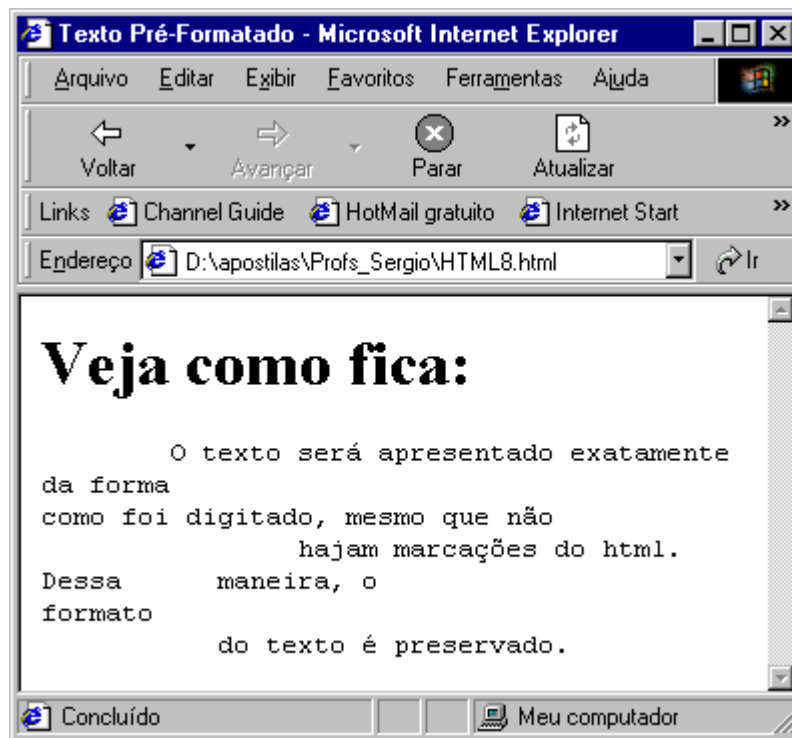 Texto Pré-Formatado - Microsoft Internet Explorer
Arquivo Editar Exibir Favoritos Ferramentas Ajuda
Voltar Avançar Parar Atualizar »
Links Channel Guide HotMail gratuito Internet Start »
Endereço D:\apostilas\Profs_Sergio\HTML8.html Ir
Veja como fica:
O texto será apresentado exatamente
da forma
como foi digitado, mesmo que não
hajam marcações do html.
Dessa maneira, o
formato
do texto é preservado.
Concluído Meu computador